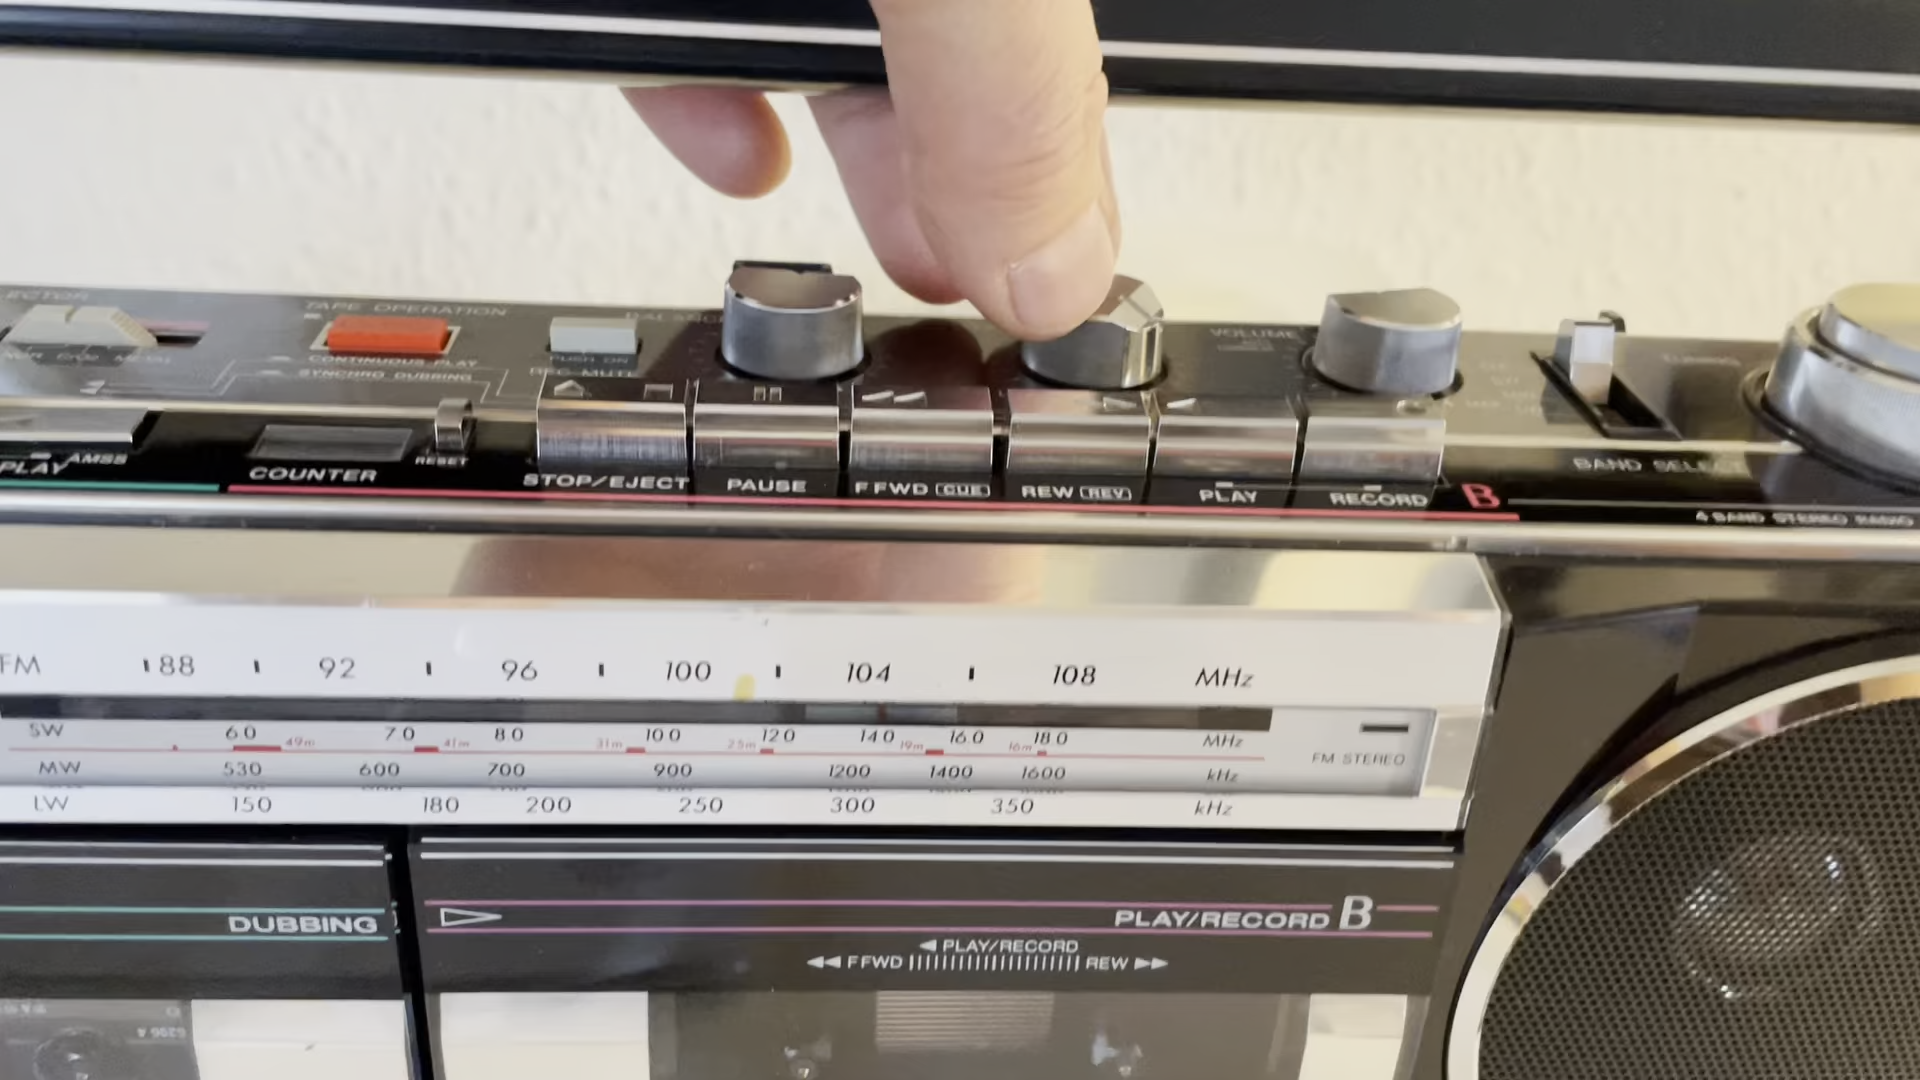 TAPE OPERATION
BALANCE
CONTINUOUS PLAY
SYNCHRO DUBBING
PUSH ON
REC MUTE
VOLUME
TUNING
PLAY AMSS
COUNTER
RESET
STOP/EJECT
PAUSE
F FWD CUE
REW REV
PLAY
RECORD
B
BAND SELECT
4 BAND STEREO RADIO
FM 88 92 96 100 104 108 MHz
SW 6.0 49m 7.0 41m 8.0 31m 10.0 25m 12.0 14.0 19m 16.0 16m 18.0 MHz
FM STEREO
MW 530 600 700 900 1200 1400 1600 kHz
LW 150 180 200 250 300 350 kHz
DUBBING
PLAY/RECORD B
PLAY/RECORD
F FWD REW